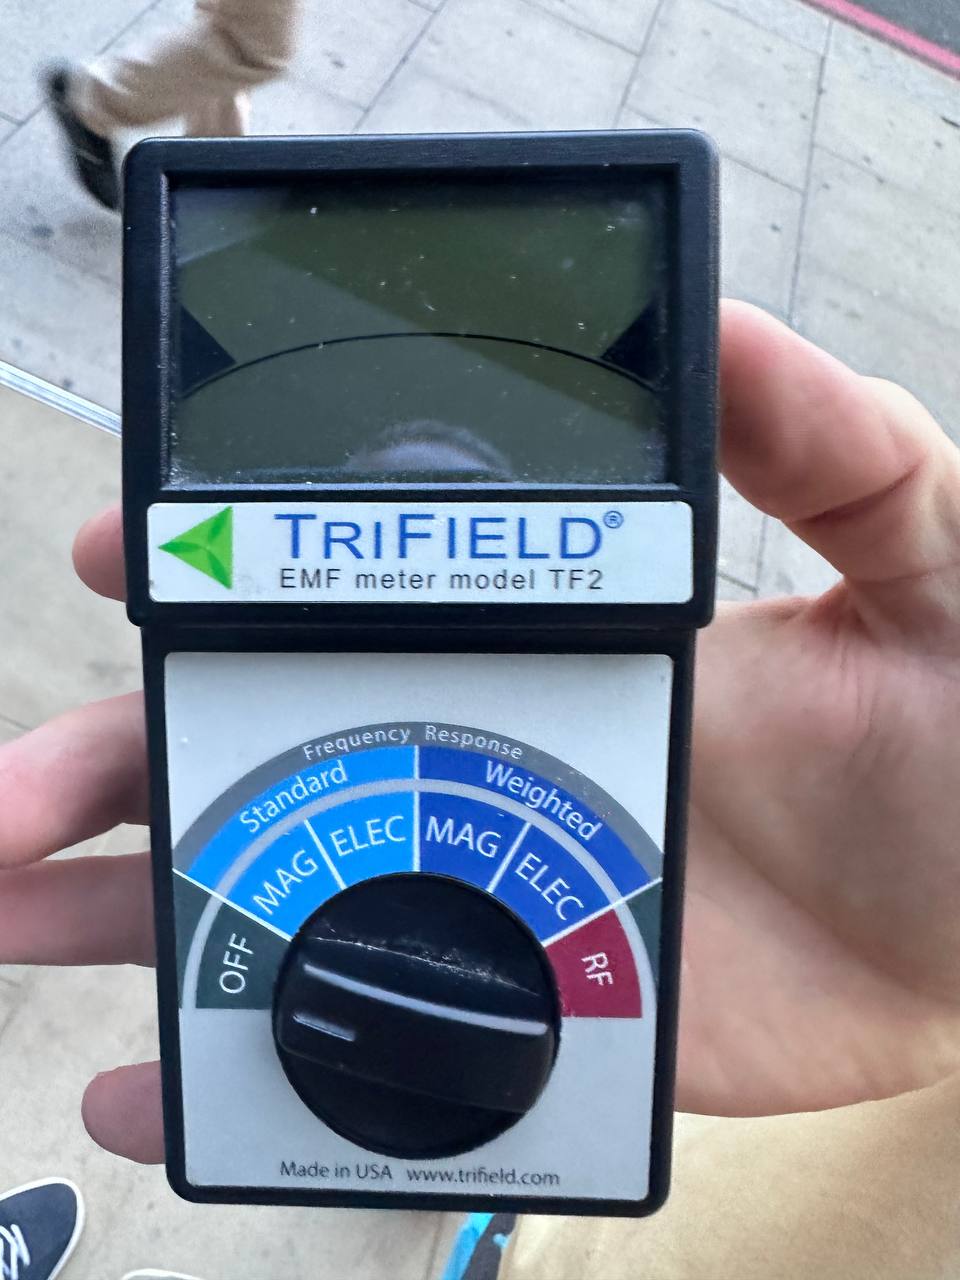 TRIFIELD®
EMF meter model TF2
Frequency Response
Standard Weighted
MAG ELEC MAG ELEC
OFF RF
Made in USA www.trifield.com